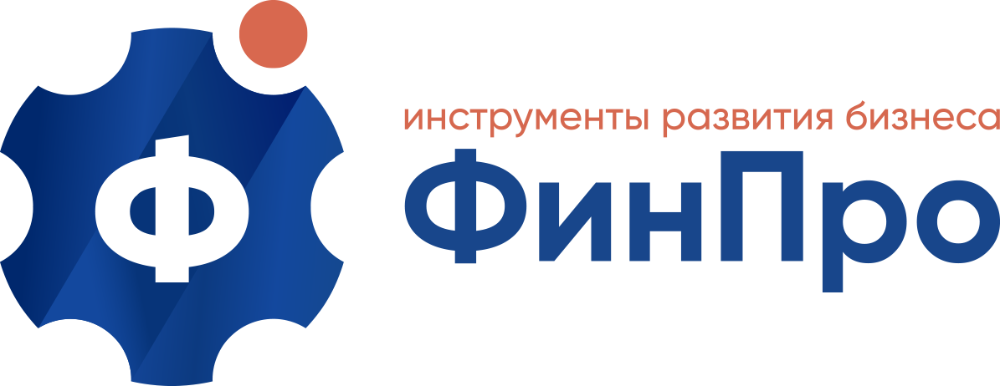 Ф
инструменты развития бизнеса
ФинПро